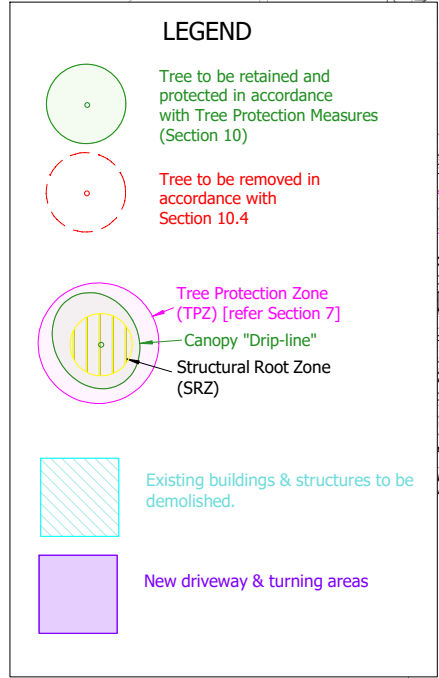 LEGEND
Tree to be retained and
protected in accordance
with Tree Protection Measures
(Section 10)
Tree to be removed in
accordance with
Section 10.4
Tree Protection Zone
(TPZ) [refer Section 7]
Canopy "Drip-line"
Structural Root Zone
(SRZ)
Existing buildings & structures to be
demolished.
New driveway & turning areas